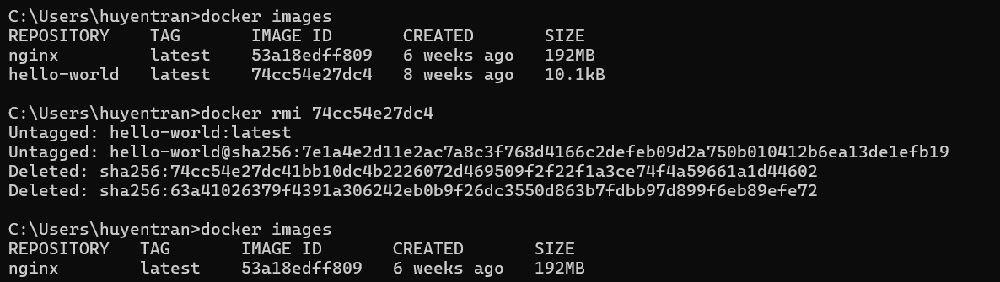 C:\Users\huyentran>docker images
REPOSITORY    TAG       IMAGE ID       CREATED       SIZE
nginx         latest    53a18edff809   6 weeks ago   192MB
hello-world   latest    74cc54e27dc4   8 weeks ago   10.1kB
C:\Users\huyentran>docker rmi 74cc54e27dc4
Untagged: hello-world:latest
Untagged: hello-world@sha256:7e1a4e2d11e2ac7a8c3f768d4166c2defeb09d2a750b010412b6ea13de1efb19
Deleted: sha256:74cc54e27dc41bb10dc4b2226072d469509f2f22f1a3ce74f4a59661a1d44602
Deleted: sha256:63a41026379f4391a306242eb0b9f26dc3550d863b7fdbb97d899f6eb89efe72
C:\Users\huyentran>docker images
REPOSITORY   TAG       IMAGE ID       CREATED       SIZE
nginx        latest    53a18edff809   6 weeks ago   192MB